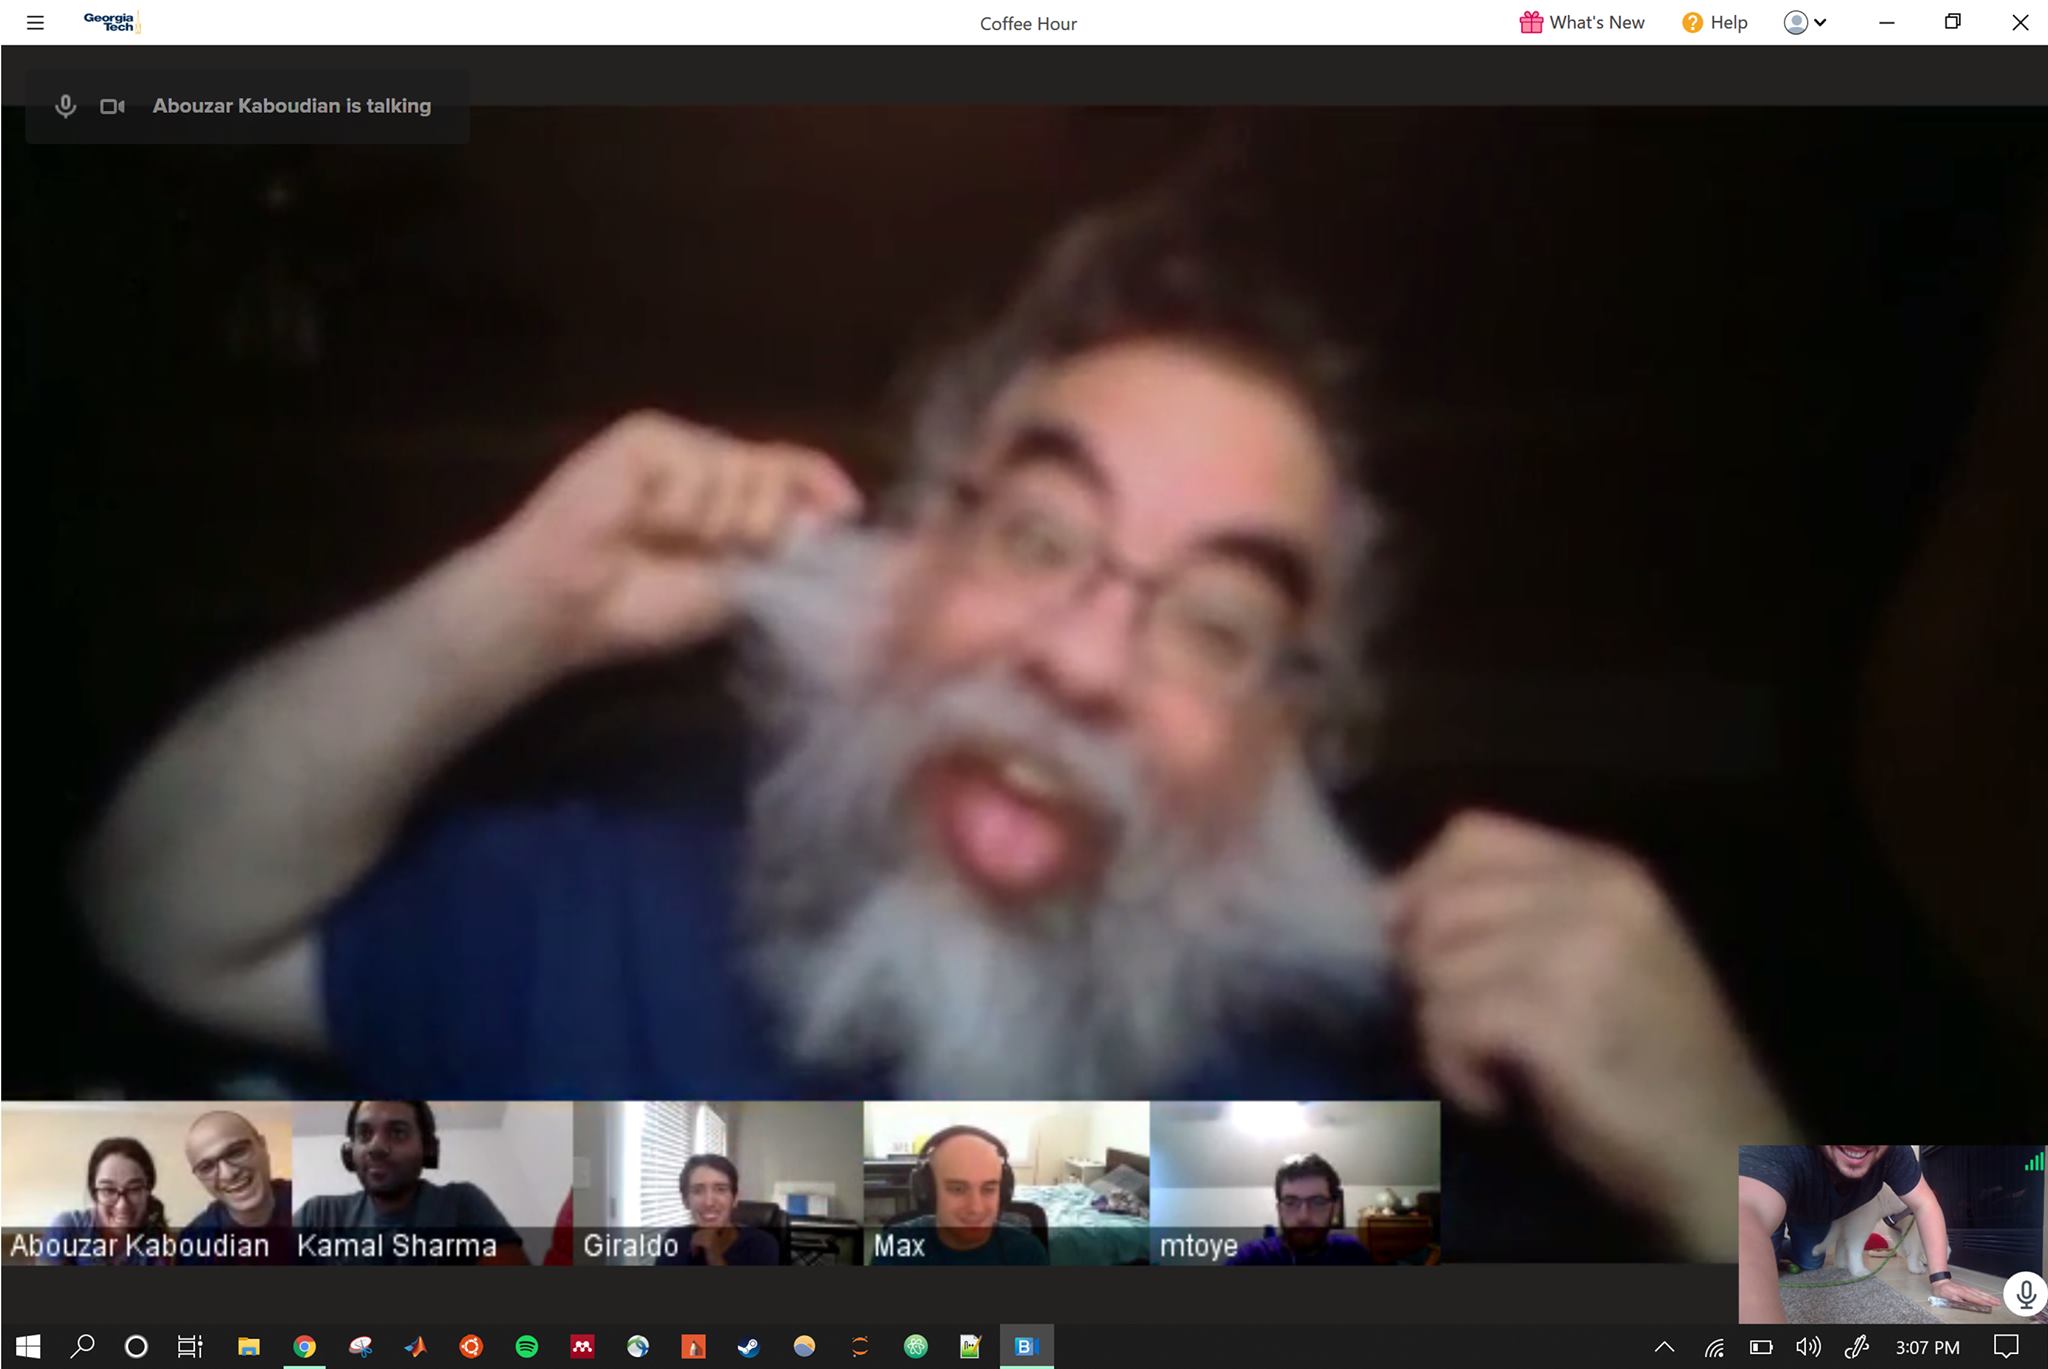 Georgia
Tech
Coffee Hour
What's New
Help
Abouzar Kaboudian is talking
Abouzar Kaboudian
Kamal Sharma
Giraldo
Max
mtoye
3:07 PM